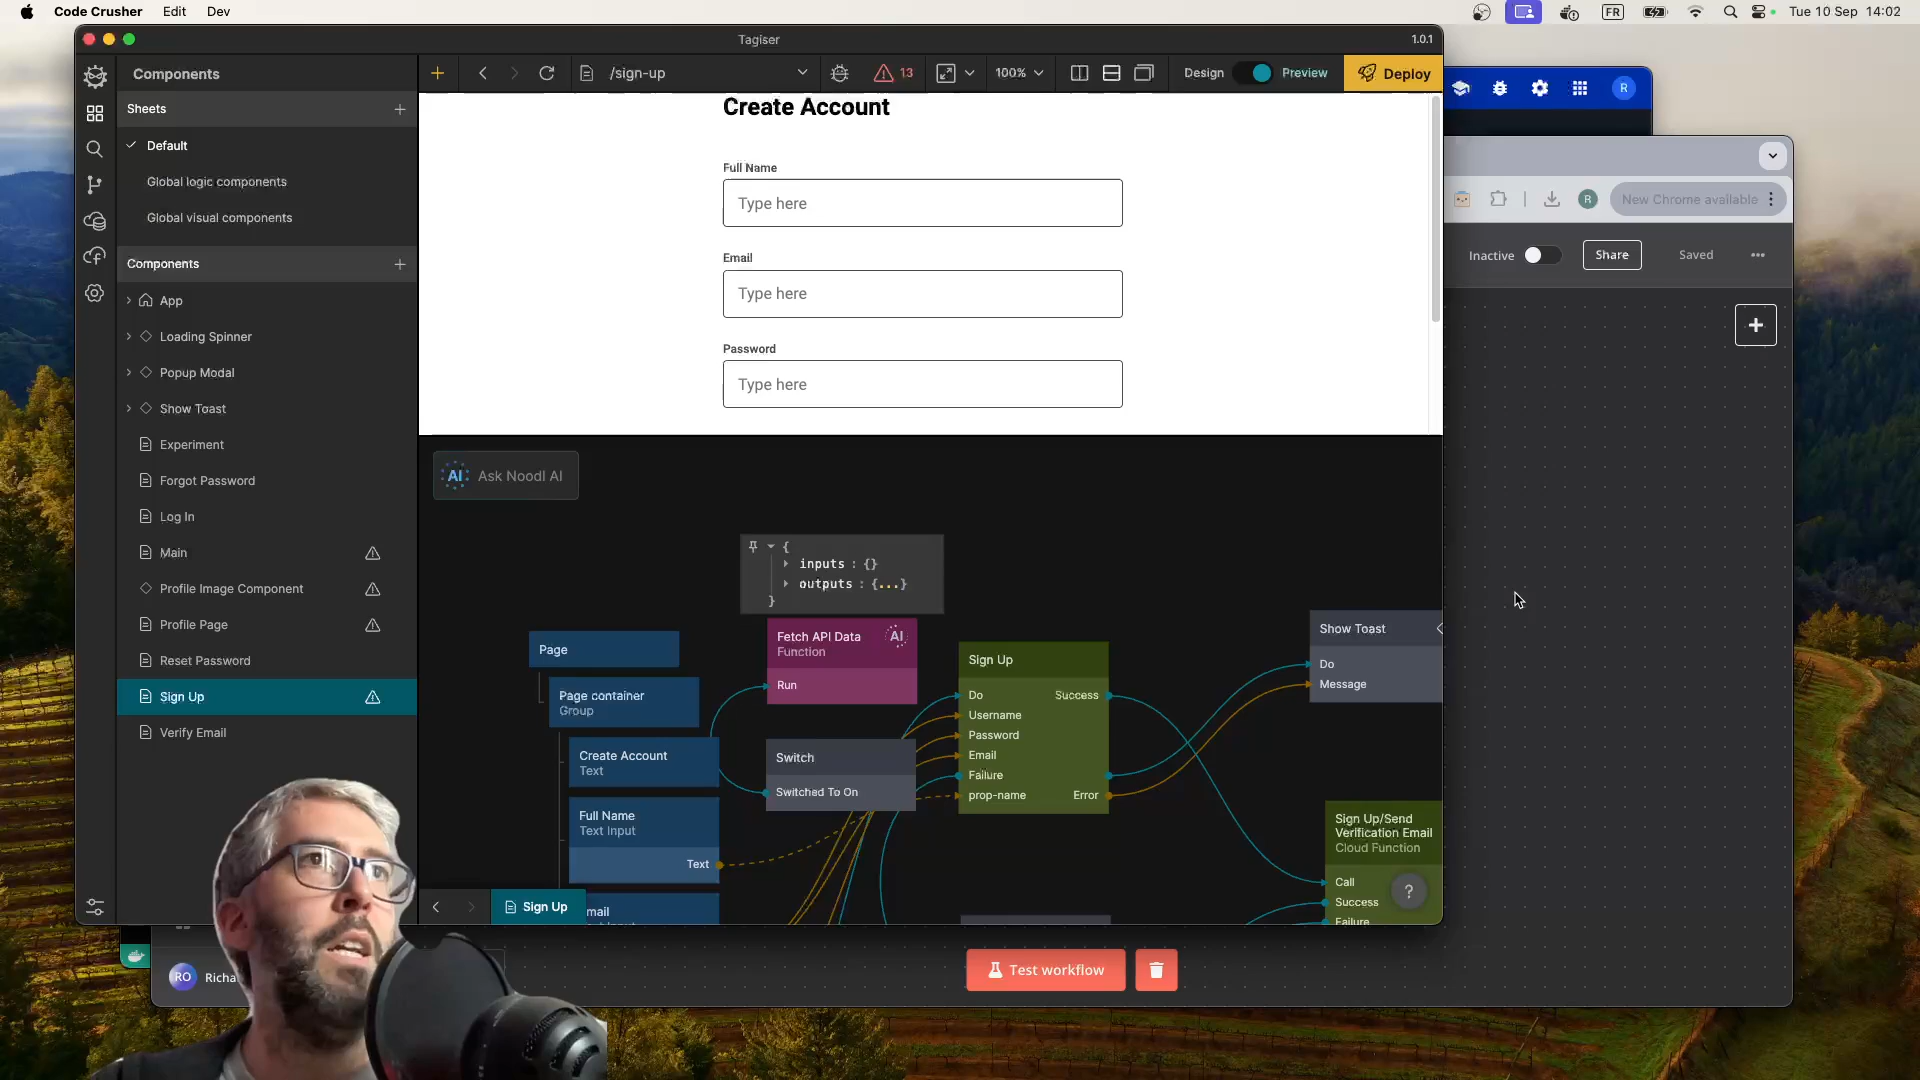 Code Crusher Edit Dev
FR Tue 10 Sep 14:02
Tagiser
1.0.1
Components
/sign-up
13
100%
Design
Preview
Deploy
Sheets
Default
Global logic components
Global visual components
Components
App
Loading Spinner
Popup Modal
Show Toast
Experiment
Forgot Password
Log In
Main
Profile Image Component
Profile Page
Reset Password
Sign Up
Verify Email
Create Account
Full Name
Type here
Email
Type here
Password
Type here
AI Ask Noodl AI
{
inputs : {}
outputs : {...}
}
Page
Page container
Group
Create Account
Text
Full Name
Text Input
Text
Fetch API Data
Function
AI
Run
Switch
Switched To On
Sign Up
Do
Success
Username
Password
Email
Failure
prop-name
Error
Show Toast
Do
Message
Sign Up/Send
Verification Email
Cloud Function
Call
Success
Failure
?
Sign Up
R
R
New Chrome available
Inactive
Share
Saved
RO
Test workflow